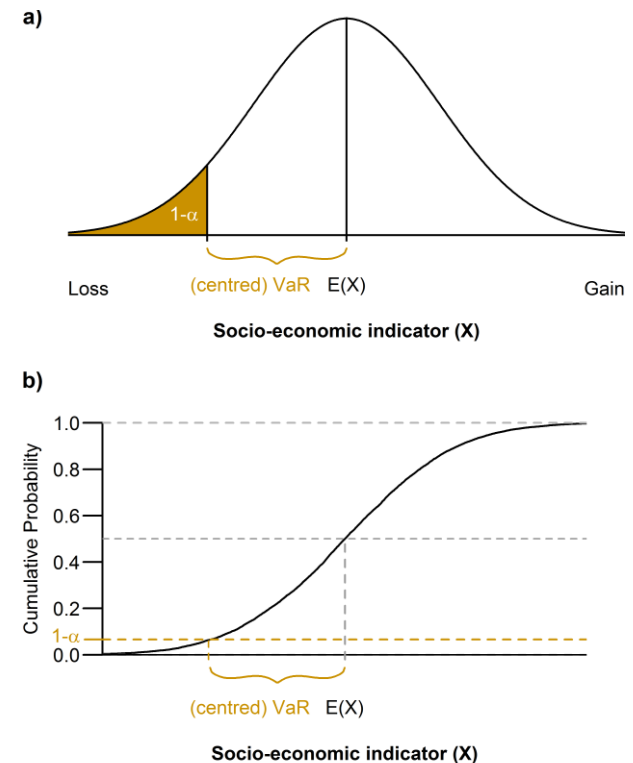 a)
1-α
(centred) VaR E(X)
Loss
Gain
Socio-economic indicator (X)
b)
Cumulative Probability
1.0
0.8
0.6
0.4
0.2
1-α
0.0
(centred) VaR E(X)
Socio-economic indicator (X)